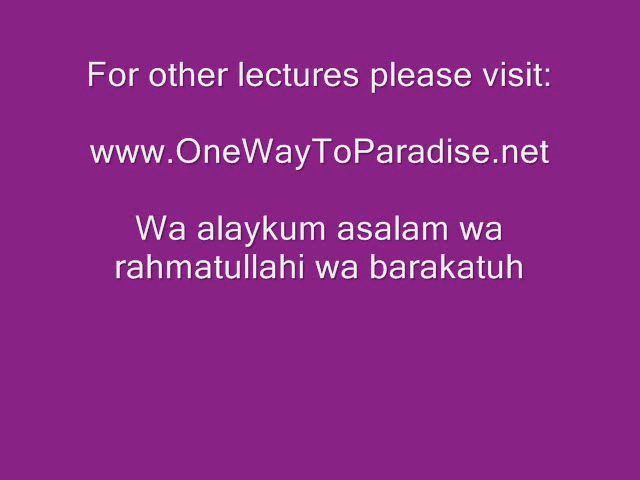 For other lectures please visit:
www.OneWayToParadise.net
Wa alaykum asalam wa
rahmatullahi wa barakatuh